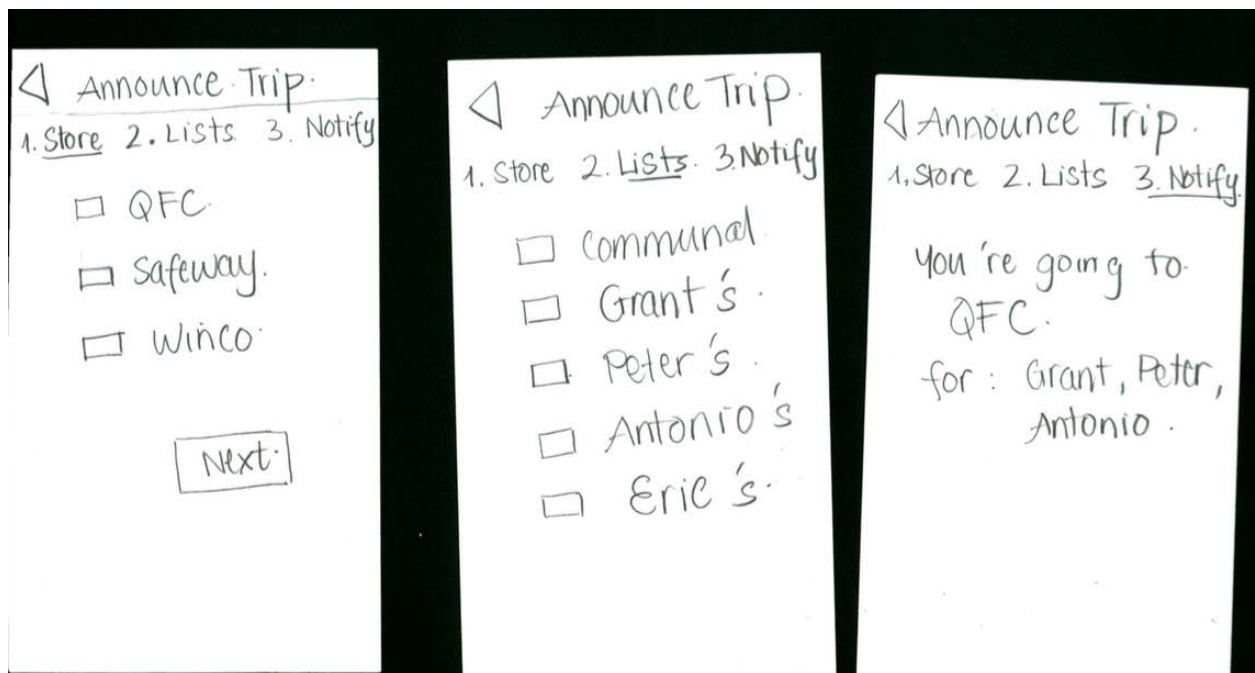 Announce Trip.
1. Store 2. Lists. 3. Notify
QFC.
Safeway.
Winco.
Next.
Announce Trip.
1. Store 2. Lists. 3. Notify
Communal.
Grant's.
Peter's.
Antonio's
Eric's.
Announce Trip.
1. Store 2. Lists 3. Notify.
You're going to.
QFC.
for: Grant, Peter,
Antonio.